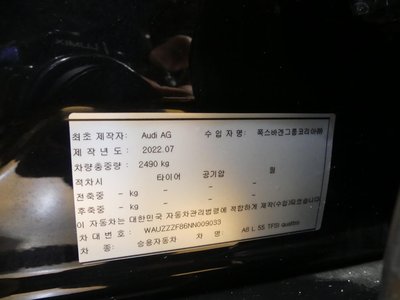 최초 제작자: Audi AG 수 입 자 명: 폭스바겐그룹코리아㈜
제 작 년 도 : 2022.07
차량총중량 : 2490 kg
적차시 타이어 공기압 림
전축중 - kg
후축중 - kg
이 자동차는 대한민국 자동차관리법령에 적합하게 제작(수입)되었습니다
차 대 번 호 : WAUZZZF86NN009033
차 종: 승용자동차 차 명: A8 L 55 TFSI quattro